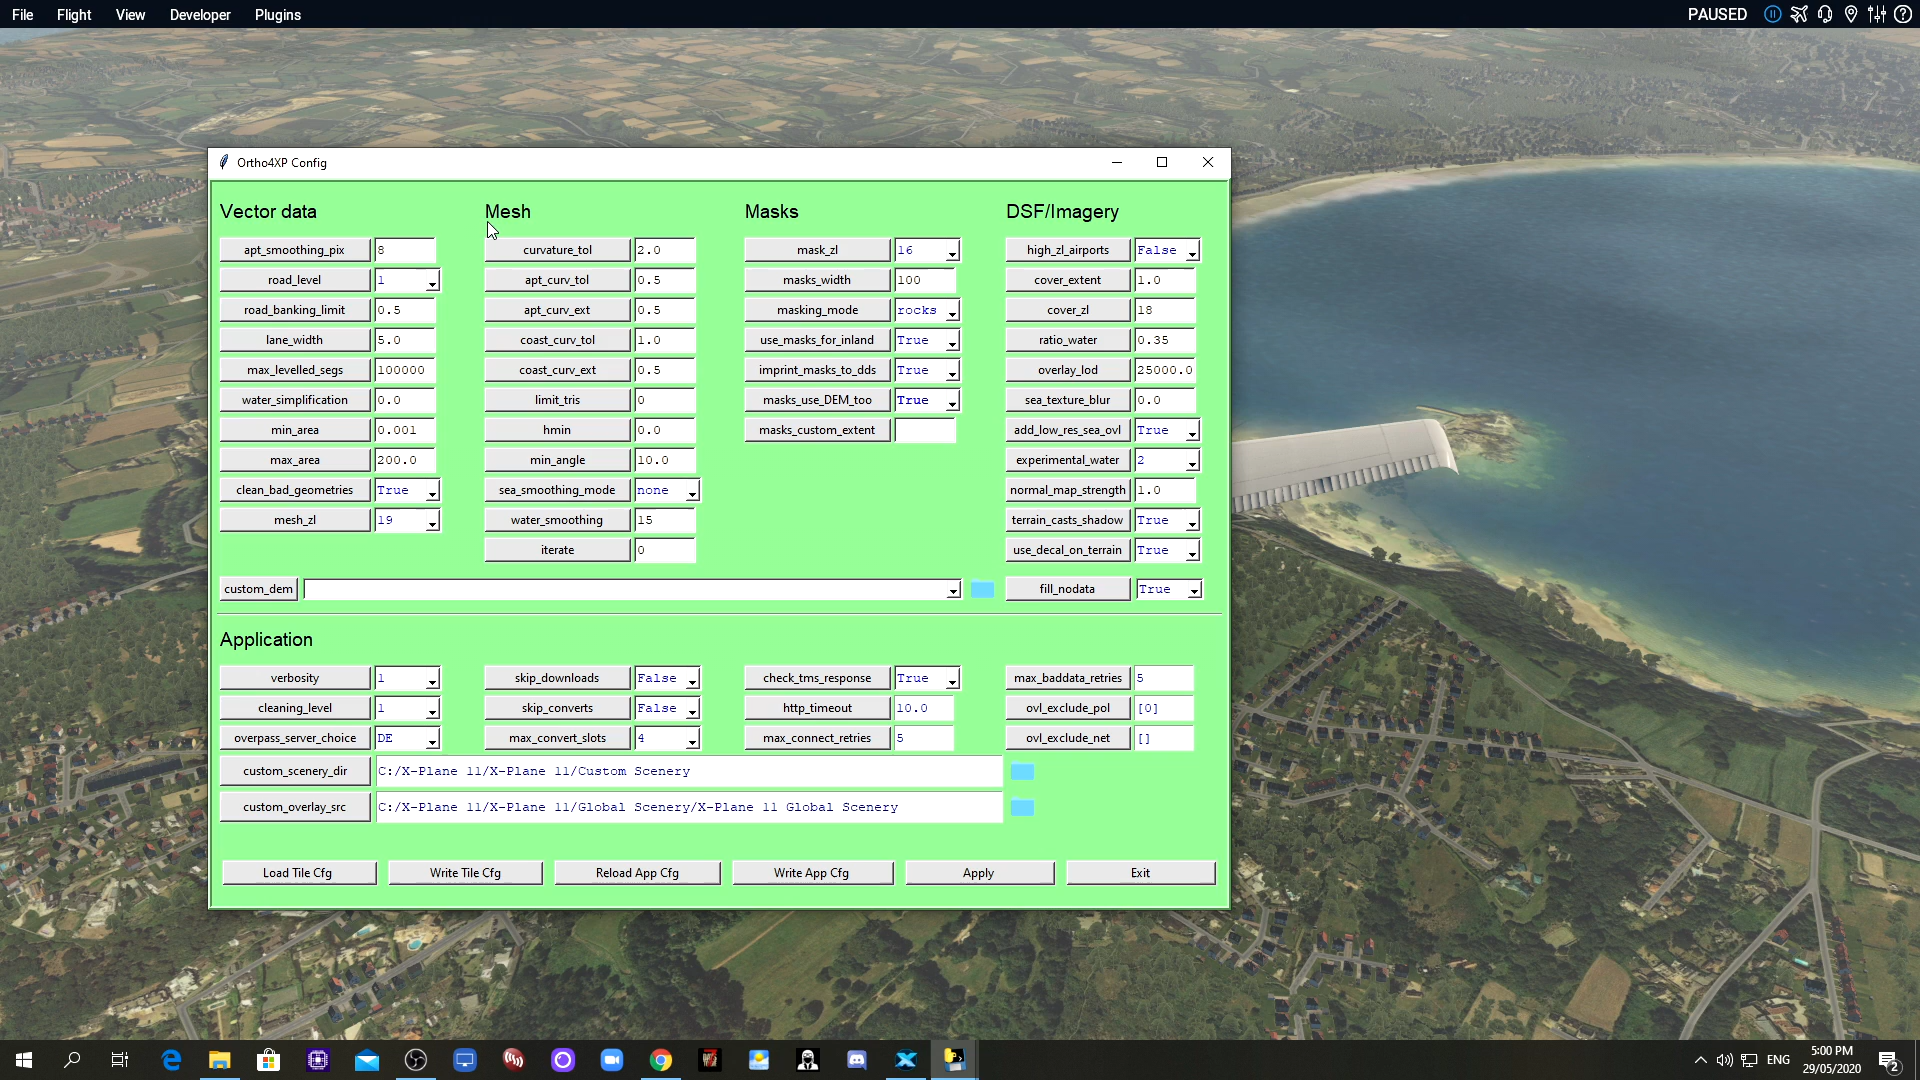 File Flight View Developer Plugins PAUSED
Ortho4XP Config
Vector data Mesh Masks DSF/Imagery
apt_smoothing_pix 8 curvature_tol 2.0 mask_zl 16 high_zl_airports False
road_level 1 apt_curv_tol 0.5 masks_width 100 cover_extent 1.0
road_banking_limit 0.5 apt_curv_ext 0.5 masking_mode rocks cover_zl 18
lane_width 5.0 coast_curv_tol 1.0 use_masks_for_inland True ratio_water 0.35
max_levelled_segs 100000 coast_curv_ext 0.5 imprint_masks_to_dds True overlay_lod 25000.0
water_simplification 0.0 limit_tris 0 masks_use_DEM_too True sea_texture_blur 0.0
min_area 0.001 hmin 0.0 masks_custom_extent add_low_res_sea_ovl True
max_area 200.0 min_angle 10.0 experimental_water 2
clean_bad_geometries True sea_smoothing_mode none normal_map_strength 1.0
mesh_zl 19 water_smoothing 15 terrain_casts_shadow True
iterate 0 use_decal_on_terrain True
custom_dem fill_nodata True
Application
verbosity 1 skip_downloads False check_tms_response True max_baddata_retries 5
cleaning_level 1 skip_converts False http_timeout 10.0 ovl_exclude_pol [0]
overpass_server_choice DE max_convert_slots 4 max_connect_retries 5 ovl_exclude_net []
custom_scenery_dir C:/X-Plane 11/X-Plane 11/Custom Scenery
custom_overlay_src C:/X-Plane 11/X-Plane 11/Global Scenery/X-Plane 11 Global Scenery
Load Tile Cfg Write Tile Cfg Reload App Cfg Write App Cfg Apply Exit
ENG 5:00 PM
29/05/2020 2